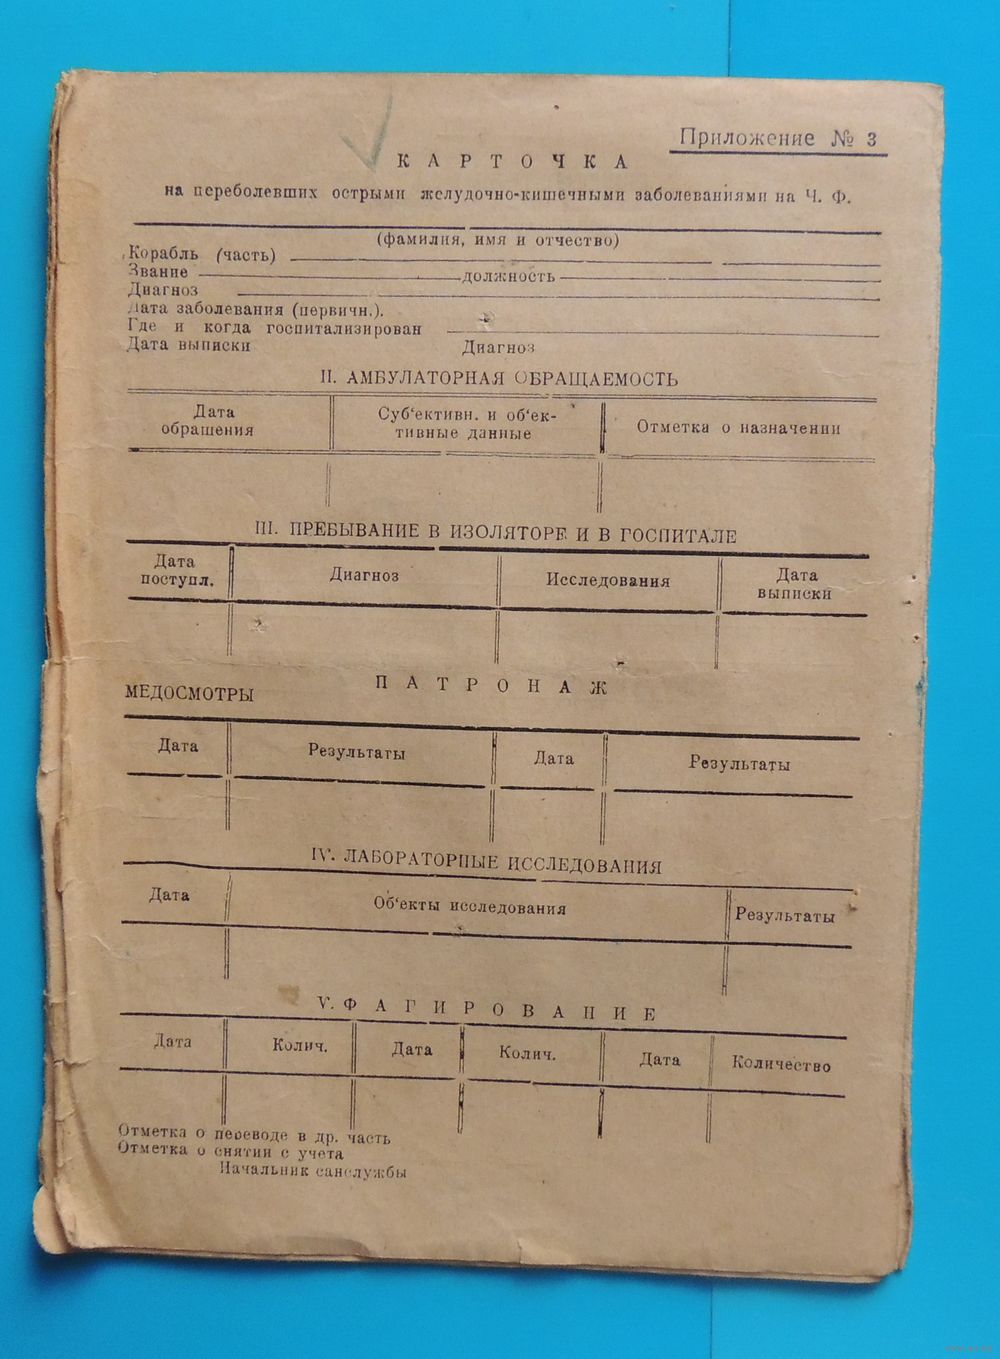 Приложение № 3
КАРТОЧКА
на переболевших острыми желудочно-кишечными заболеваниями на Ч. Ф.
(фамилия, имя и отчество)
Корабль (часть)
Звание должность
Диагноз
Дата заболевания (первичн.).
Где и когда госпитализирован
Дата выписки Диагноз
II. АМБУЛАТОРНАЯ ОБРАЩАЕМОСТЬ
Дата обращения
Суб‘ективн. и об‘ек-
тивные данные
Отметка о назначении
III. ПРЕБЫВАНИЕ В ИЗОЛЯТОРЕ И В ГОСПИТАЛЕ
Дата поступл.
Диагноз
Исследования
Дата выписки
ПАТРОНАЖ
МЕДОСМОТРЫ
Дата Результаты Дата Результаты
IV. ЛАБОРАТОРНЫЕ ИССЛЕДОВАНИЯ
Дата Об‘екты исследования Результаты
V. ФАГИРОВАНИЕ
Дата Колич. Дата Колич. Дата Количество
Отметка о переводе в др. часть
Отметка о снятии с учета
Начальник санслужбы